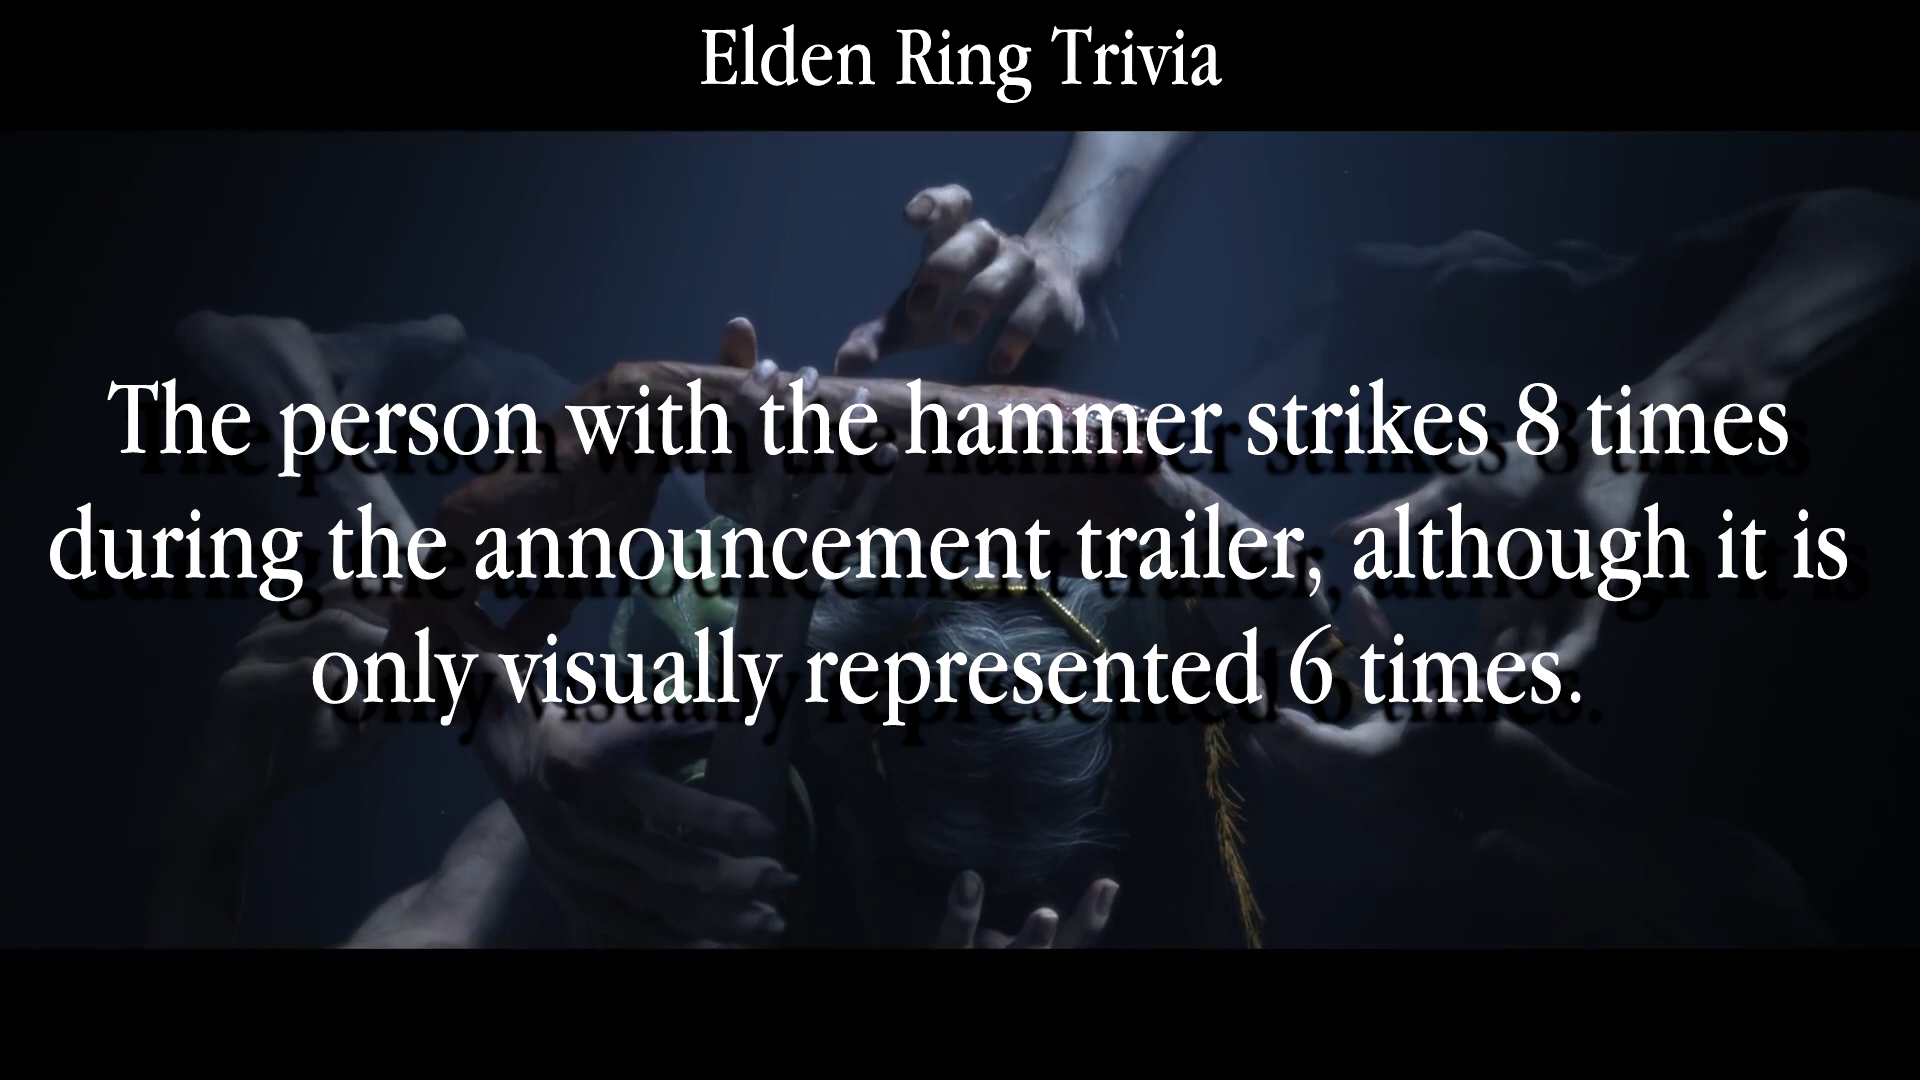 Elden Ring Trivia
The person with the hammer strikes 8 times
during the announcement trailer, although it is
only visually represented 6 times.